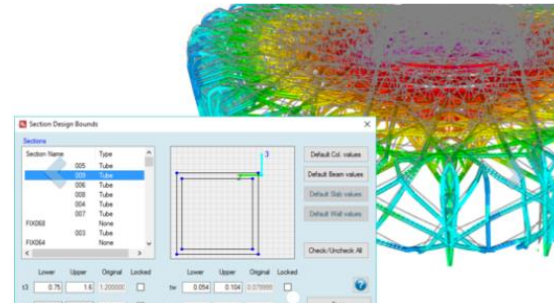 Section Design Bounds
Sections
Section Name Type
005 Tube
009 Tube
006 Tube
008 Tube
004 Tube
007 Tube
FIX060 None
003 Tube
FIX064 None
3
Default Col. values
Default Beam values
Default Slab values
Default Wall values
Check/Uncheck All
Lower Upper Original Locked
t3 0.75 1.6 1.200000
Lower Upper Original Locked
tw 0.054 0.104